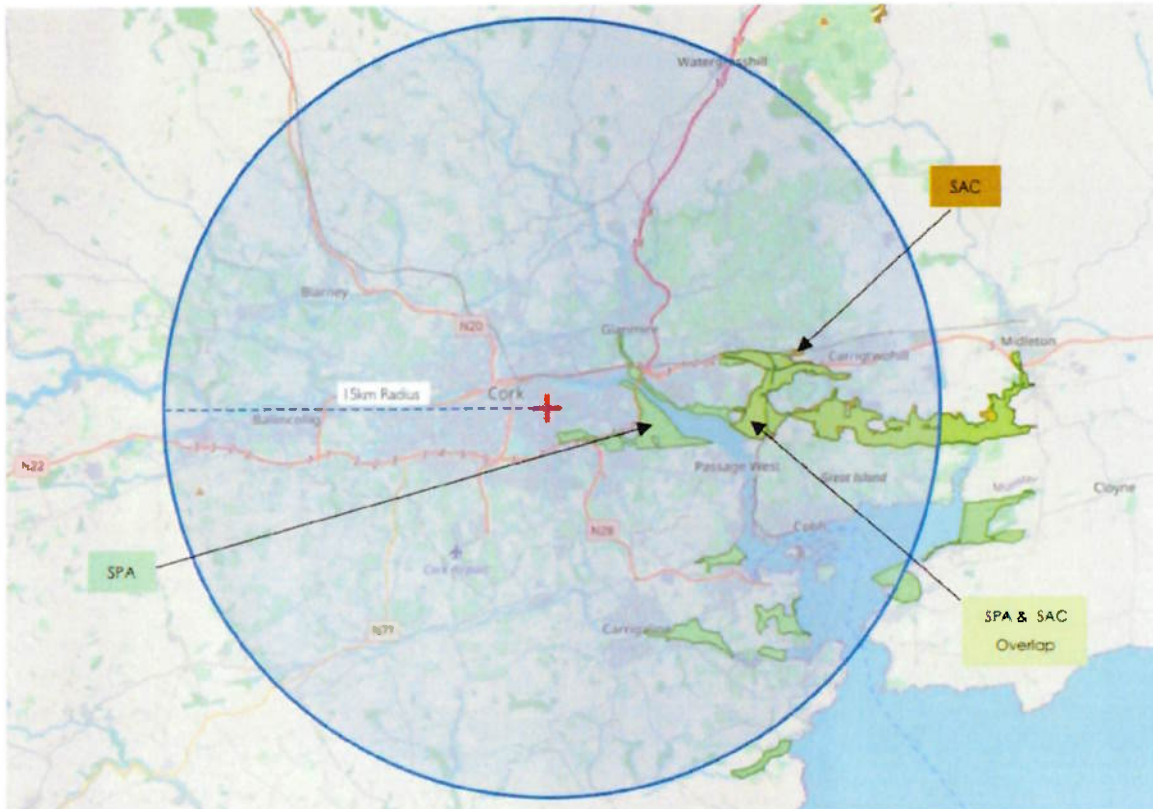 Watergrasshill
SAC
Blarney
N20
Glanmire
Carrigtwohill
Midleton
15km Radius
Cork
Ballincollig
N22
Passage West
Great Island
Cloyne
Cobh
N28
SPA
Cork Airport
SPA & SAC
Overlap
N71
Carrigaline